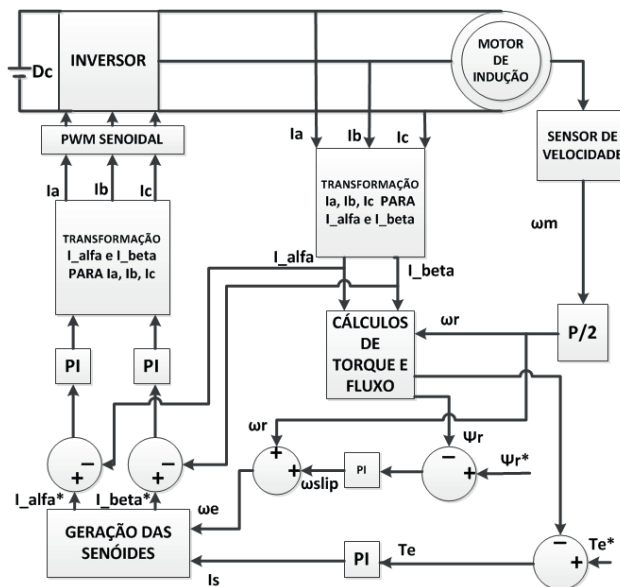 Dc
INVERSOR
MOTOR
DE
INDUÇÃO
PWM SENOIDAL
Ia
Ib
Ic
SENSOR DE
VELOCIDADE
Ia
Ib
Ic
TRANSFORMAÇÃO
Ia, Ib, Ic PARA
I_alfa e I_beta
TRANSFORMAÇÃO
I_alfa e I_beta
PARA Ia, Ib, Ic
ωm
I_alfa
I_beta
CÁLCULOS
DE
TORQUE E
FLUXO
ωr
P/2
PI
PI
ωr
Ψr
−
+
−
+
+
+
ωslip
PI
−
+
Ψr*
I_alfa*
I_beta*
ωe
GERAÇÃO DAS
SENÓIDES
Is
PI
Te
−
+
Te*